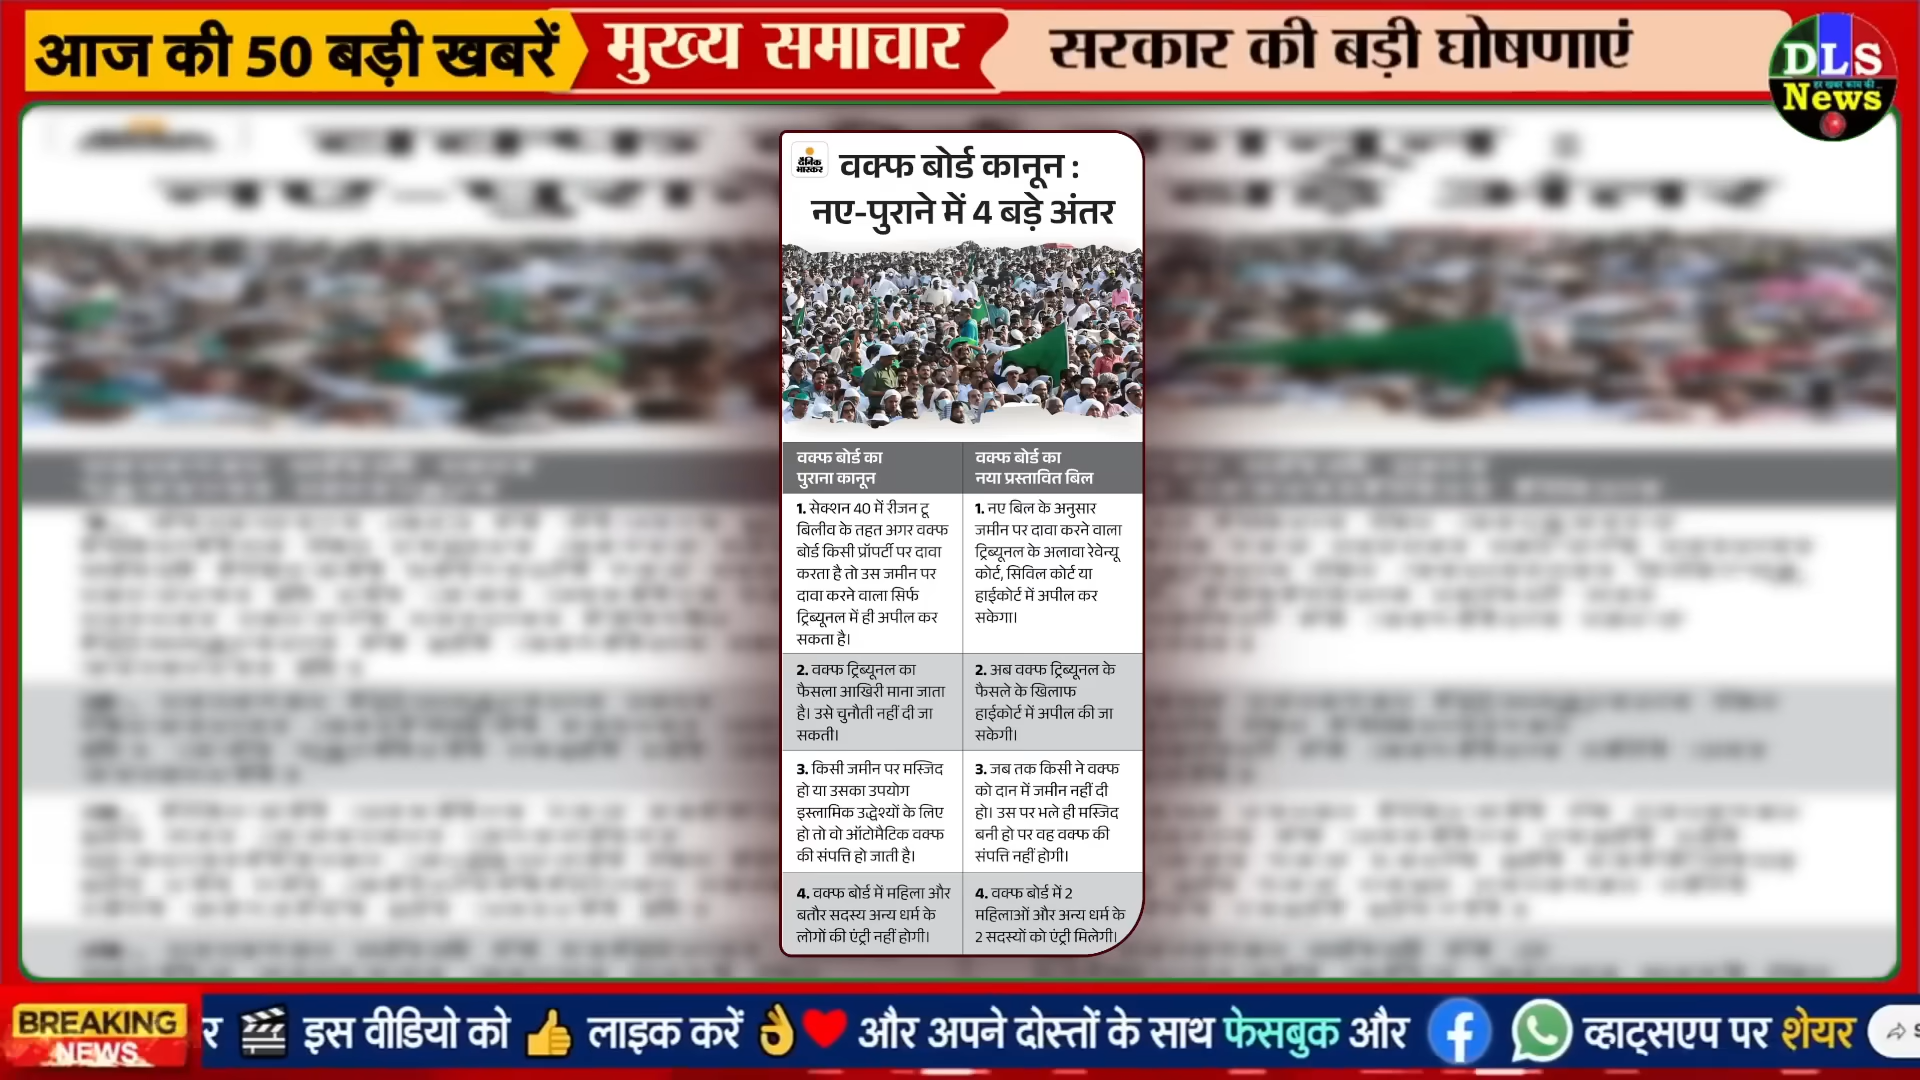 आज की 50 बड़ी खबरें
मुख्य समाचार
सरकार की बड़ी घोषणाएं
DLS
हर खबर काम की
News
दैनिक
भास्कर
वक्फ बोर्ड कानून :
नए-पुराने में 4 बड़े अंतर
वक्फ बोर्ड का
पुराना कानून
1. सेक्शन 40 में रीजन टू
बिलीव के तहत अगर वक्फ
बोर्ड किसी प्रॉपर्टी पर दावा
करता है तो उस जमीन पर
दावा करने वाला सिर्फ
ट्रिब्यूनल में ही अपील कर
सकता है।
2. वक्फ ट्रिब्यूनल का
फैसला आखिरी माना जाता
है। उसे चुनौती नहीं दी जा
सकती।
3. किसी जमीन पर मस्जिद
हो या उसका उपयोग
इस्लामिक उद्देश्यों के लिए
हो तो वो ऑटोमैटिक वक्फ
की संपत्ति हो जाती है।
4. वक्फ बोर्ड में महिला और
बतौर सदस्य अन्य धर्म के
लोगों की एंट्री नहीं होगी।
वक्फ बोर्ड का
नया प्रस्तावित बिल
1. नए बिल के अनुसार
जमीन पर दावा करने वाला
ट्रिब्यूनल के अलावा रेवेन्यू
कोर्ट, सिविल कोर्ट या
हाईकोर्ट में अपील कर
सकेगा।
2. अब वक्फ ट्रिब्यूनल के
फैसले के खिलाफ
हाईकोर्ट में अपील की जा
सकेगी।
3. जब तक किसी ने वक्फ
को दान में जमीन नहीं दी
हो। उस पर भले ही मस्जिद
बनी हो पर वह वक्फ की
संपत्ति नहीं होगी।
4. वक्फ बोर्ड में 2
महिलाओं और अन्य धर्म के
2 सदस्यों को एंट्री मिलेगी।
BREAKING
NEWS
र इस वीडियो को लाइक करें और अपने दोस्तों के साथ फेसबुक और व्हाट्सएप पर शेयर